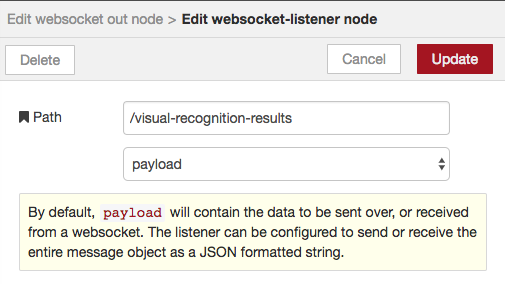 Edit websocket out node > Edit websocket-listener node
Delete
Cancel
Update
Path
/visual-recognition-results
payload
By default, payload will contain the data to be sent over, or received
from a websocket. The listener can be configured to send or receive the
entire message object as a JSON formatted string.